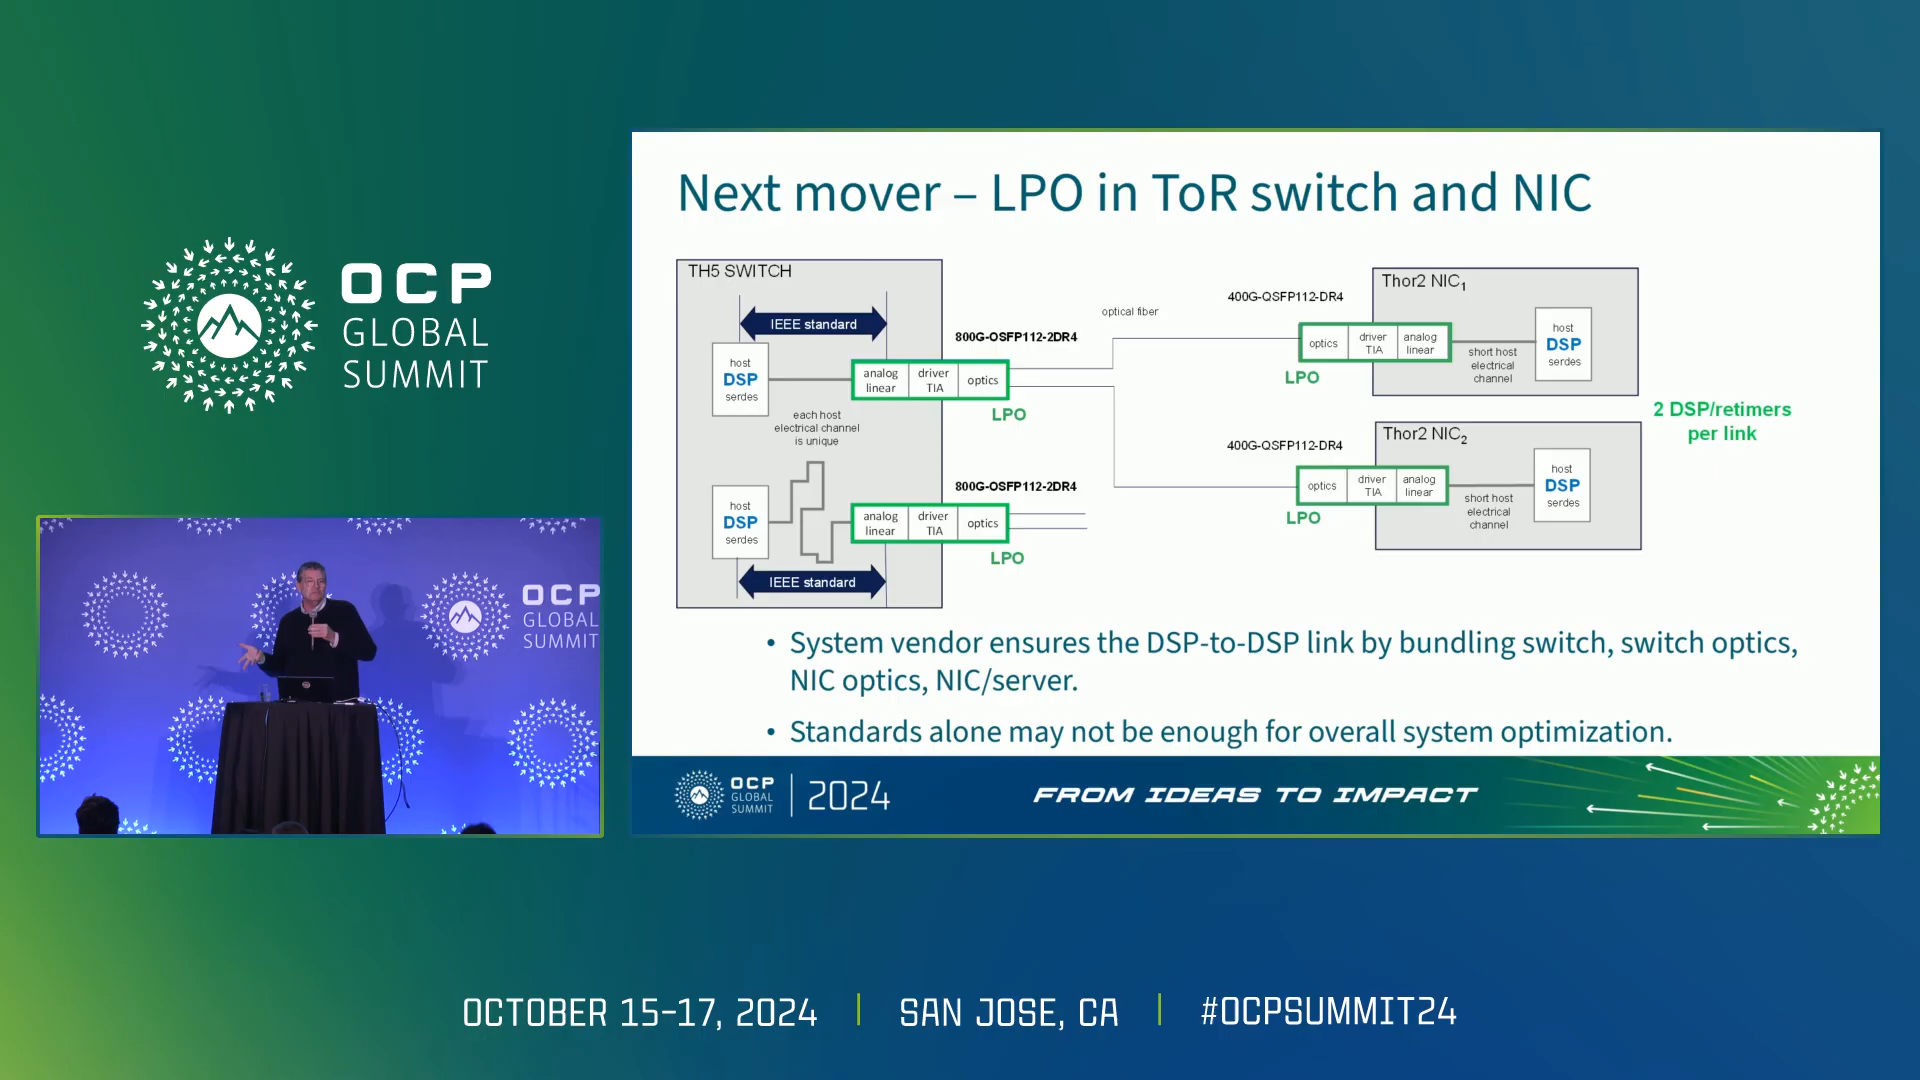 OCP
GLOBAL
SUMMIT
OCP
GLOBAL
SUMMIT
Next mover – LPO in ToR switch and NIC
TH5 SWITCH
IEEE standard
host
DSP
serdes
analog
linear
driver
TIA
optics
800G-OSFP112-2DR4
LPO
each host
electrical channel
is unique
host
DSP
serdes
analog
linear
driver
TIA
optics
800G-OSFP112-2DR4
LPO
IEEE standard
optical fiber
400G-QSFP112-DR4
Thor2 NIC1
optics
driver
TIA
analog
linear
LPO
short host
electrical
channel
host
DSP
serdes
400G-QSFP112-DR4
Thor2 NIC2
optics
driver
TIA
analog
linear
LPO
short host
electrical
channel
host
DSP
serdes
2 DSP/retimers
per link
• System vendor ensures the DSP-to-DSP link by bundling switch, switch optics,
NIC optics, NIC/server.
• Standards alone may not be enough for overall system optimization.
OCP
GLOBAL
SUMMIT
2024
FROM IDEAS TO IMPACT
OCTOBER 15-17, 2024 | SAN JOSE, CA | #OCPSUMMIT24